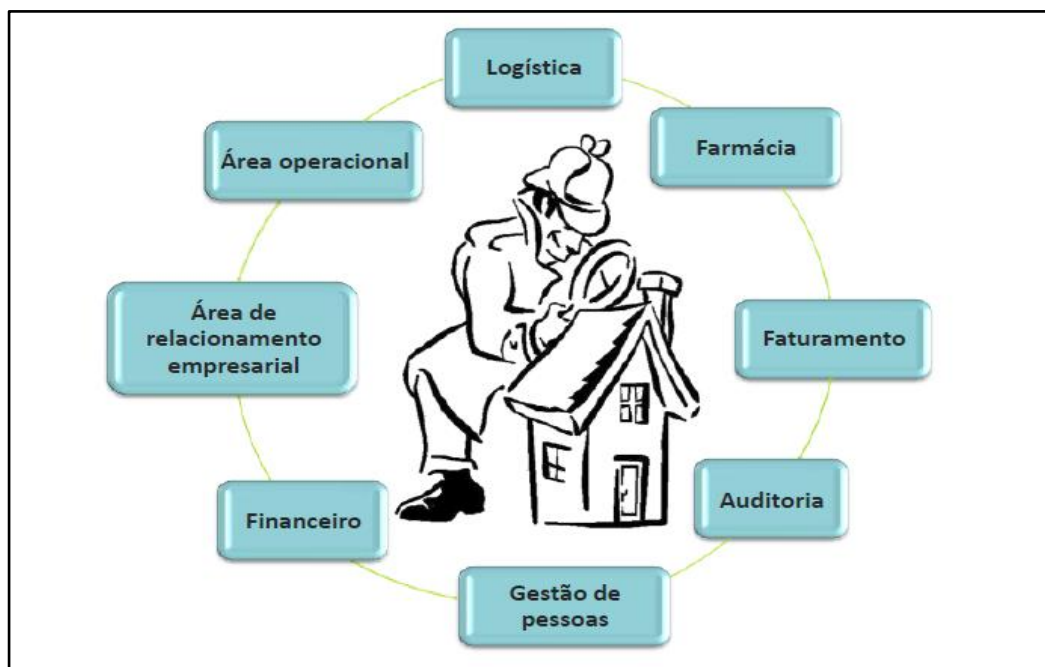 Logística
Farmácia
Área operacional
Área de
relacionamento
empresarial
Faturamento
Auditoria
Financeiro
Gestão de
pessoas